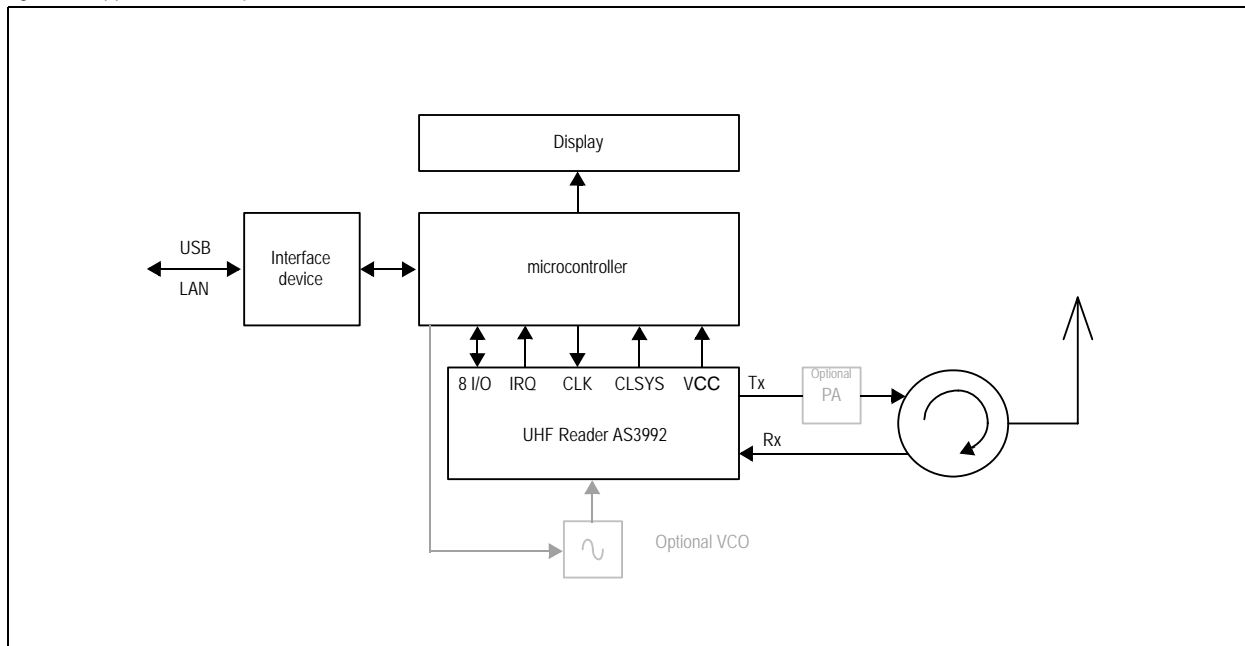 Display
USB
LAN
Interface
device
microcontroller
8 I/O IRQ CLK CLSYS VCC
UHF Reader AS3992
Tx
Optional
PA
Rx
Optional VCO